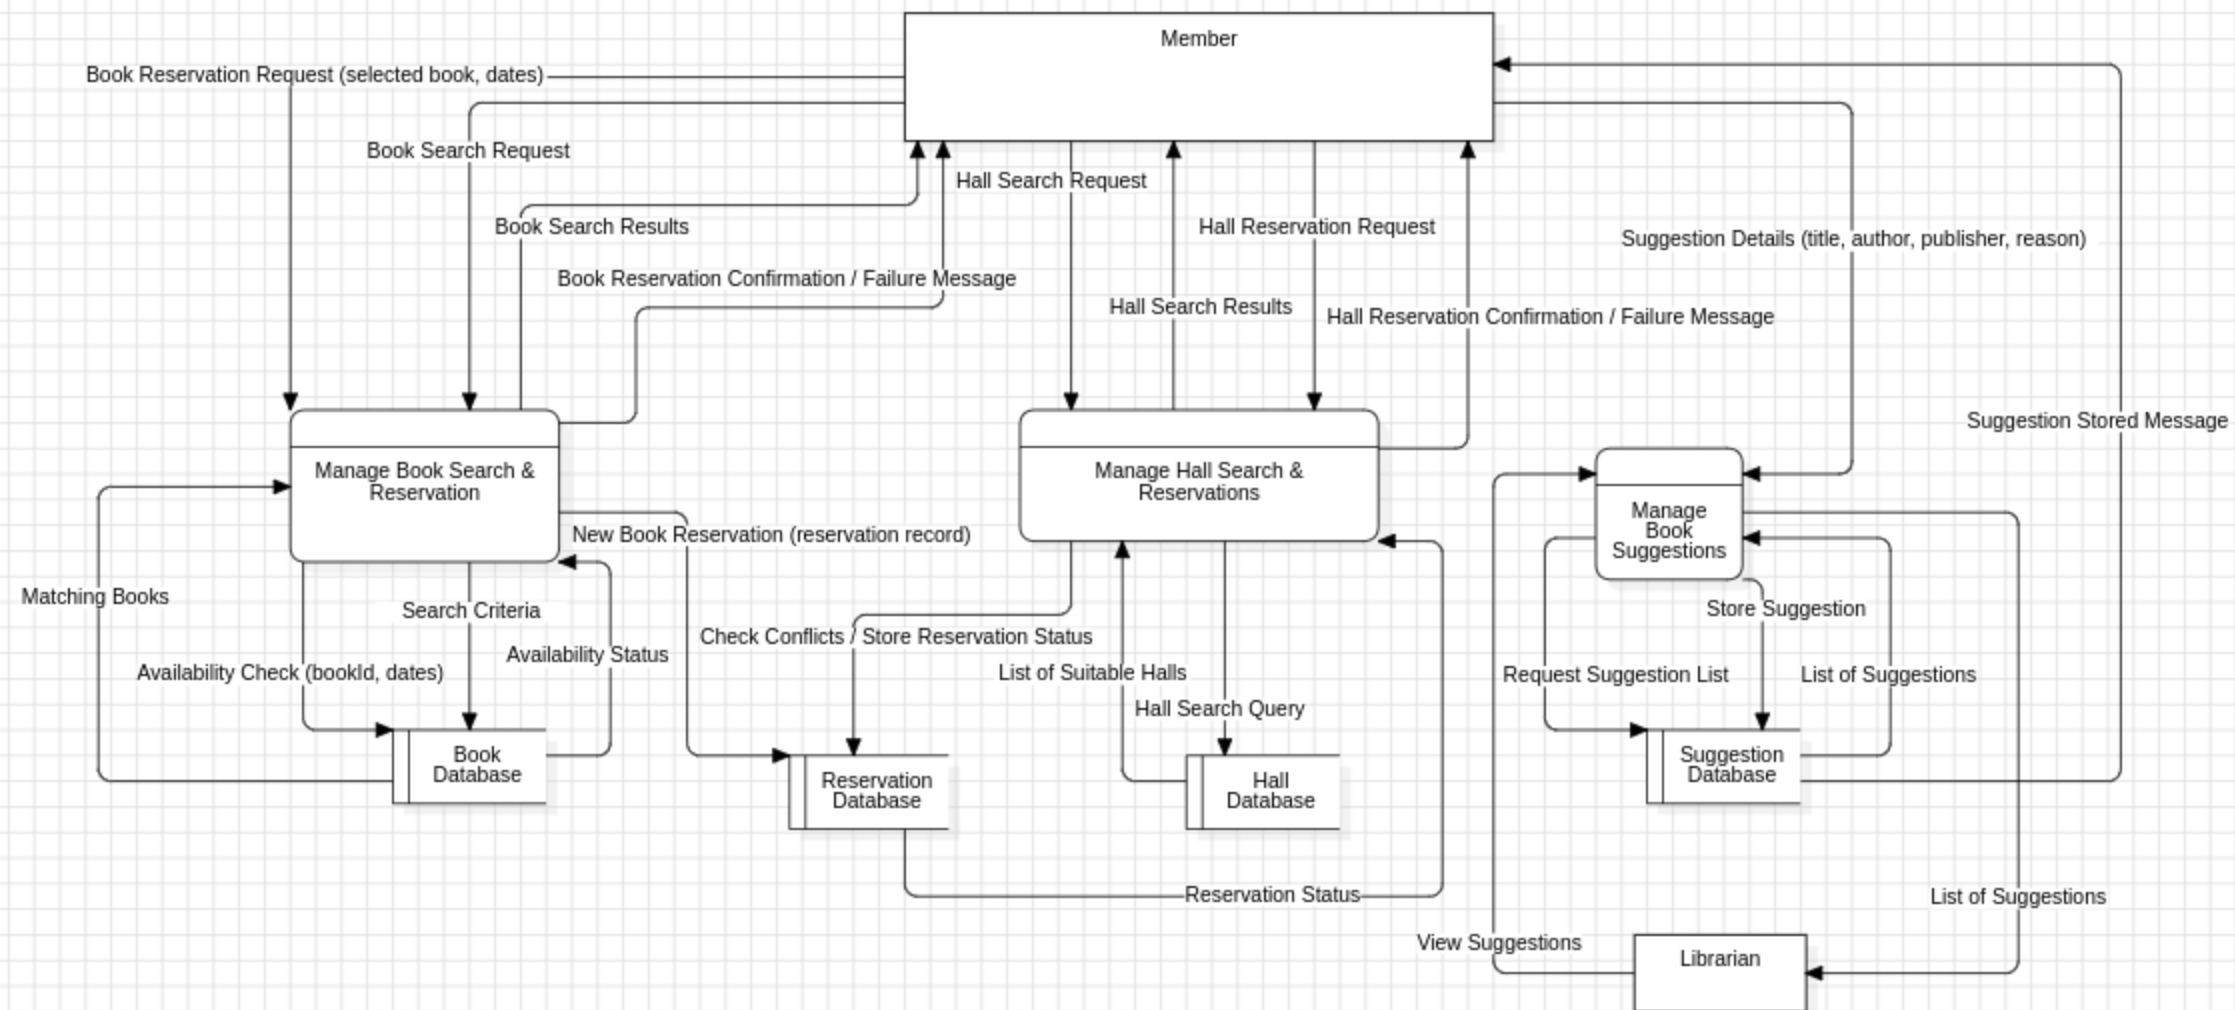 Member
Book Reservation Request (selected book, dates)
Book Search Request
Hall Search Request
Book Search Results
Hall Reservation Request
Suggestion Details (title, author, publisher, reason)
Book Reservation Confirmation / Failure Message
Hall Search Results
Hall Reservation Confirmation / Failure Message
Suggestion Stored Message
Manage Book Search &
Reservation
Manage Hall Search &
Reservations
Manage
Book
Suggestions
New Book Reservation (reservation record)
Matching Books
Search Criteria
Store Suggestion
Check Conflicts / Store Reservation Status
Availability Status
Availability Check (bookId, dates)
List of Suitable Halls
Request Suggestion List
List of Suggestions
Hall Search Query
Book
Database
Suggestion
Database
Reservation
Database
Hall
Database
Reservation Status
List of Suggestions
View Suggestions
Librarian